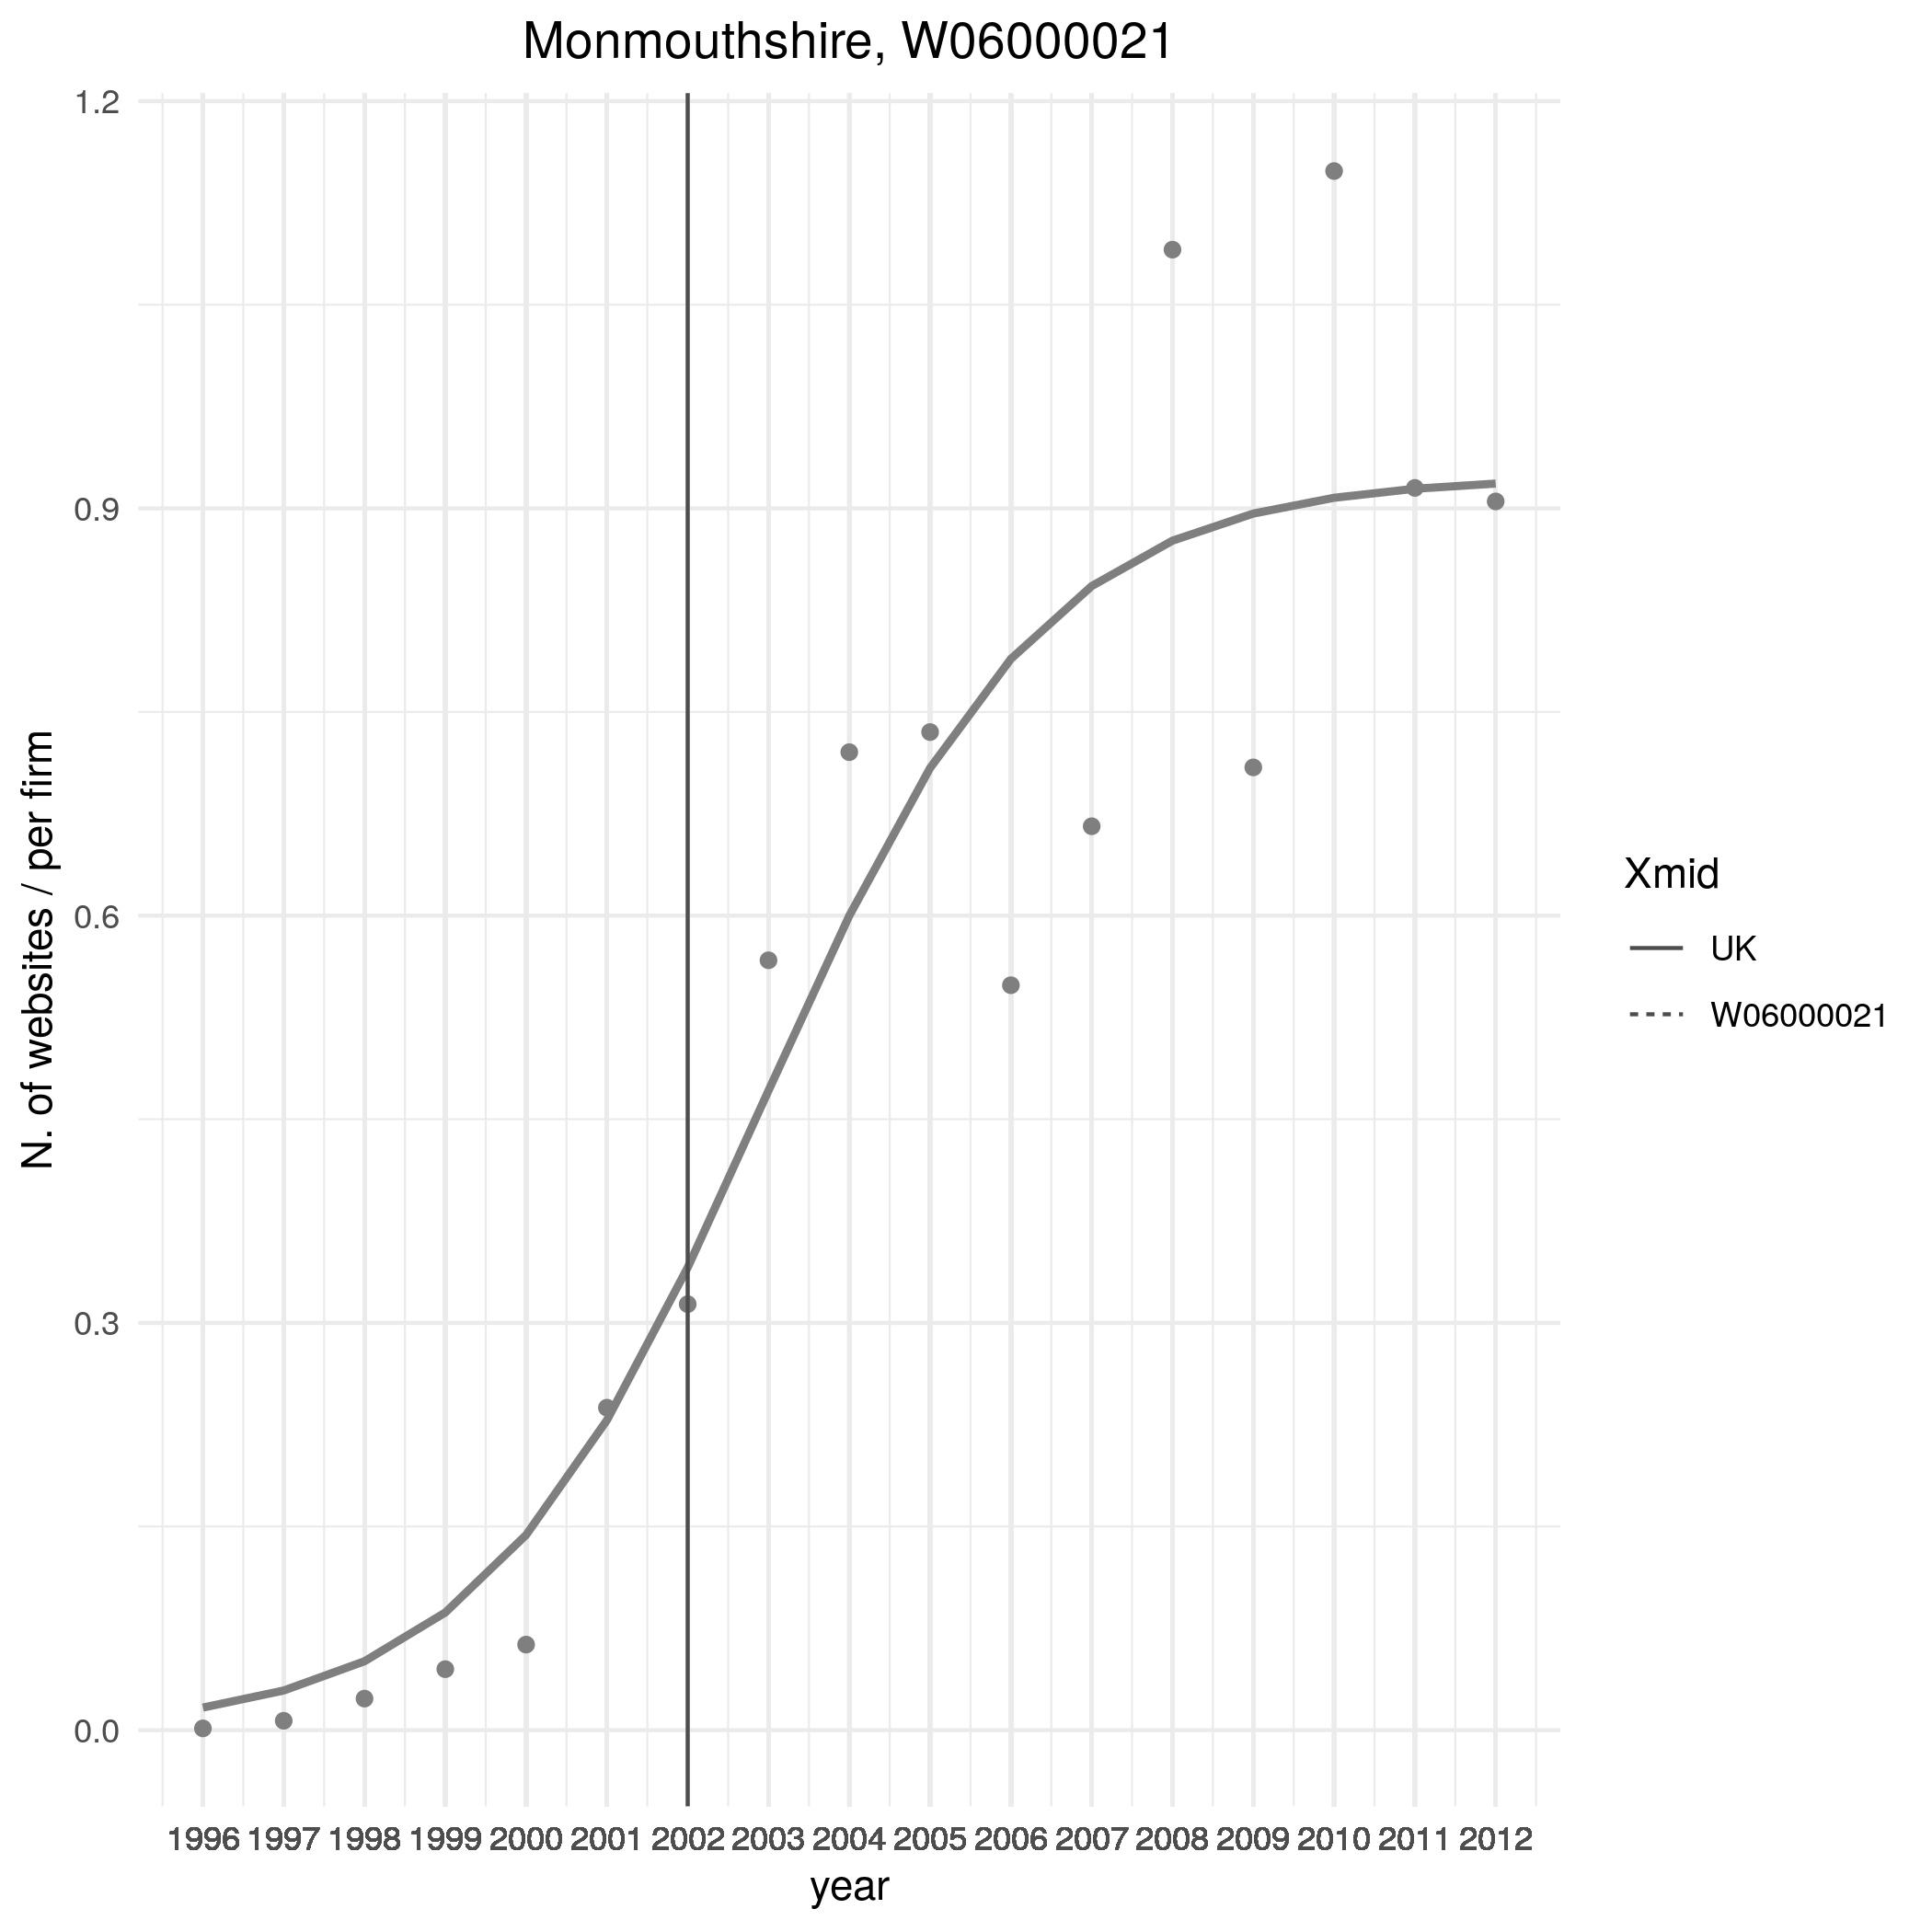 Monmouthshire, W06000021
N. of websites / per firm
1.2
0.9
0.6
0.3
0.0
1996 1997 1998 1999 2000 2001 2002 2003 2004 2005 2006 2007 2008 2009 2010 2011 2012
year
Xmid
UK
W06000021